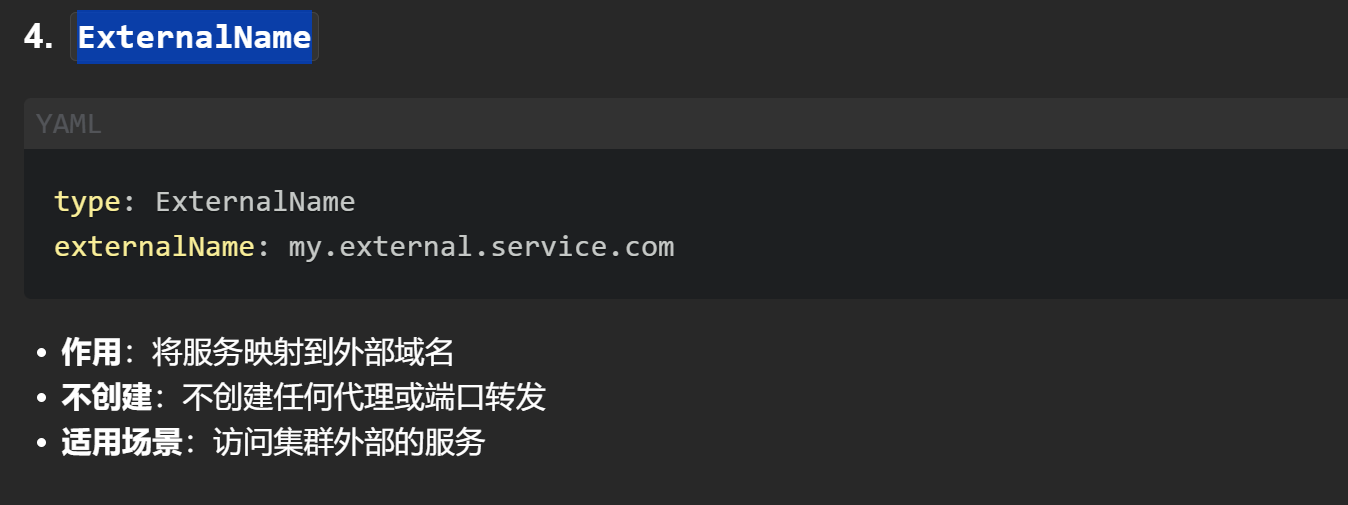 4. ExternalName
YAML
type: ExternalName
externalName: my.external.service.com
• 作用：将服务映射到外部域名
• 不创建：不创建任何代理或端口转发
• 适用场景：访问集群外部的服务